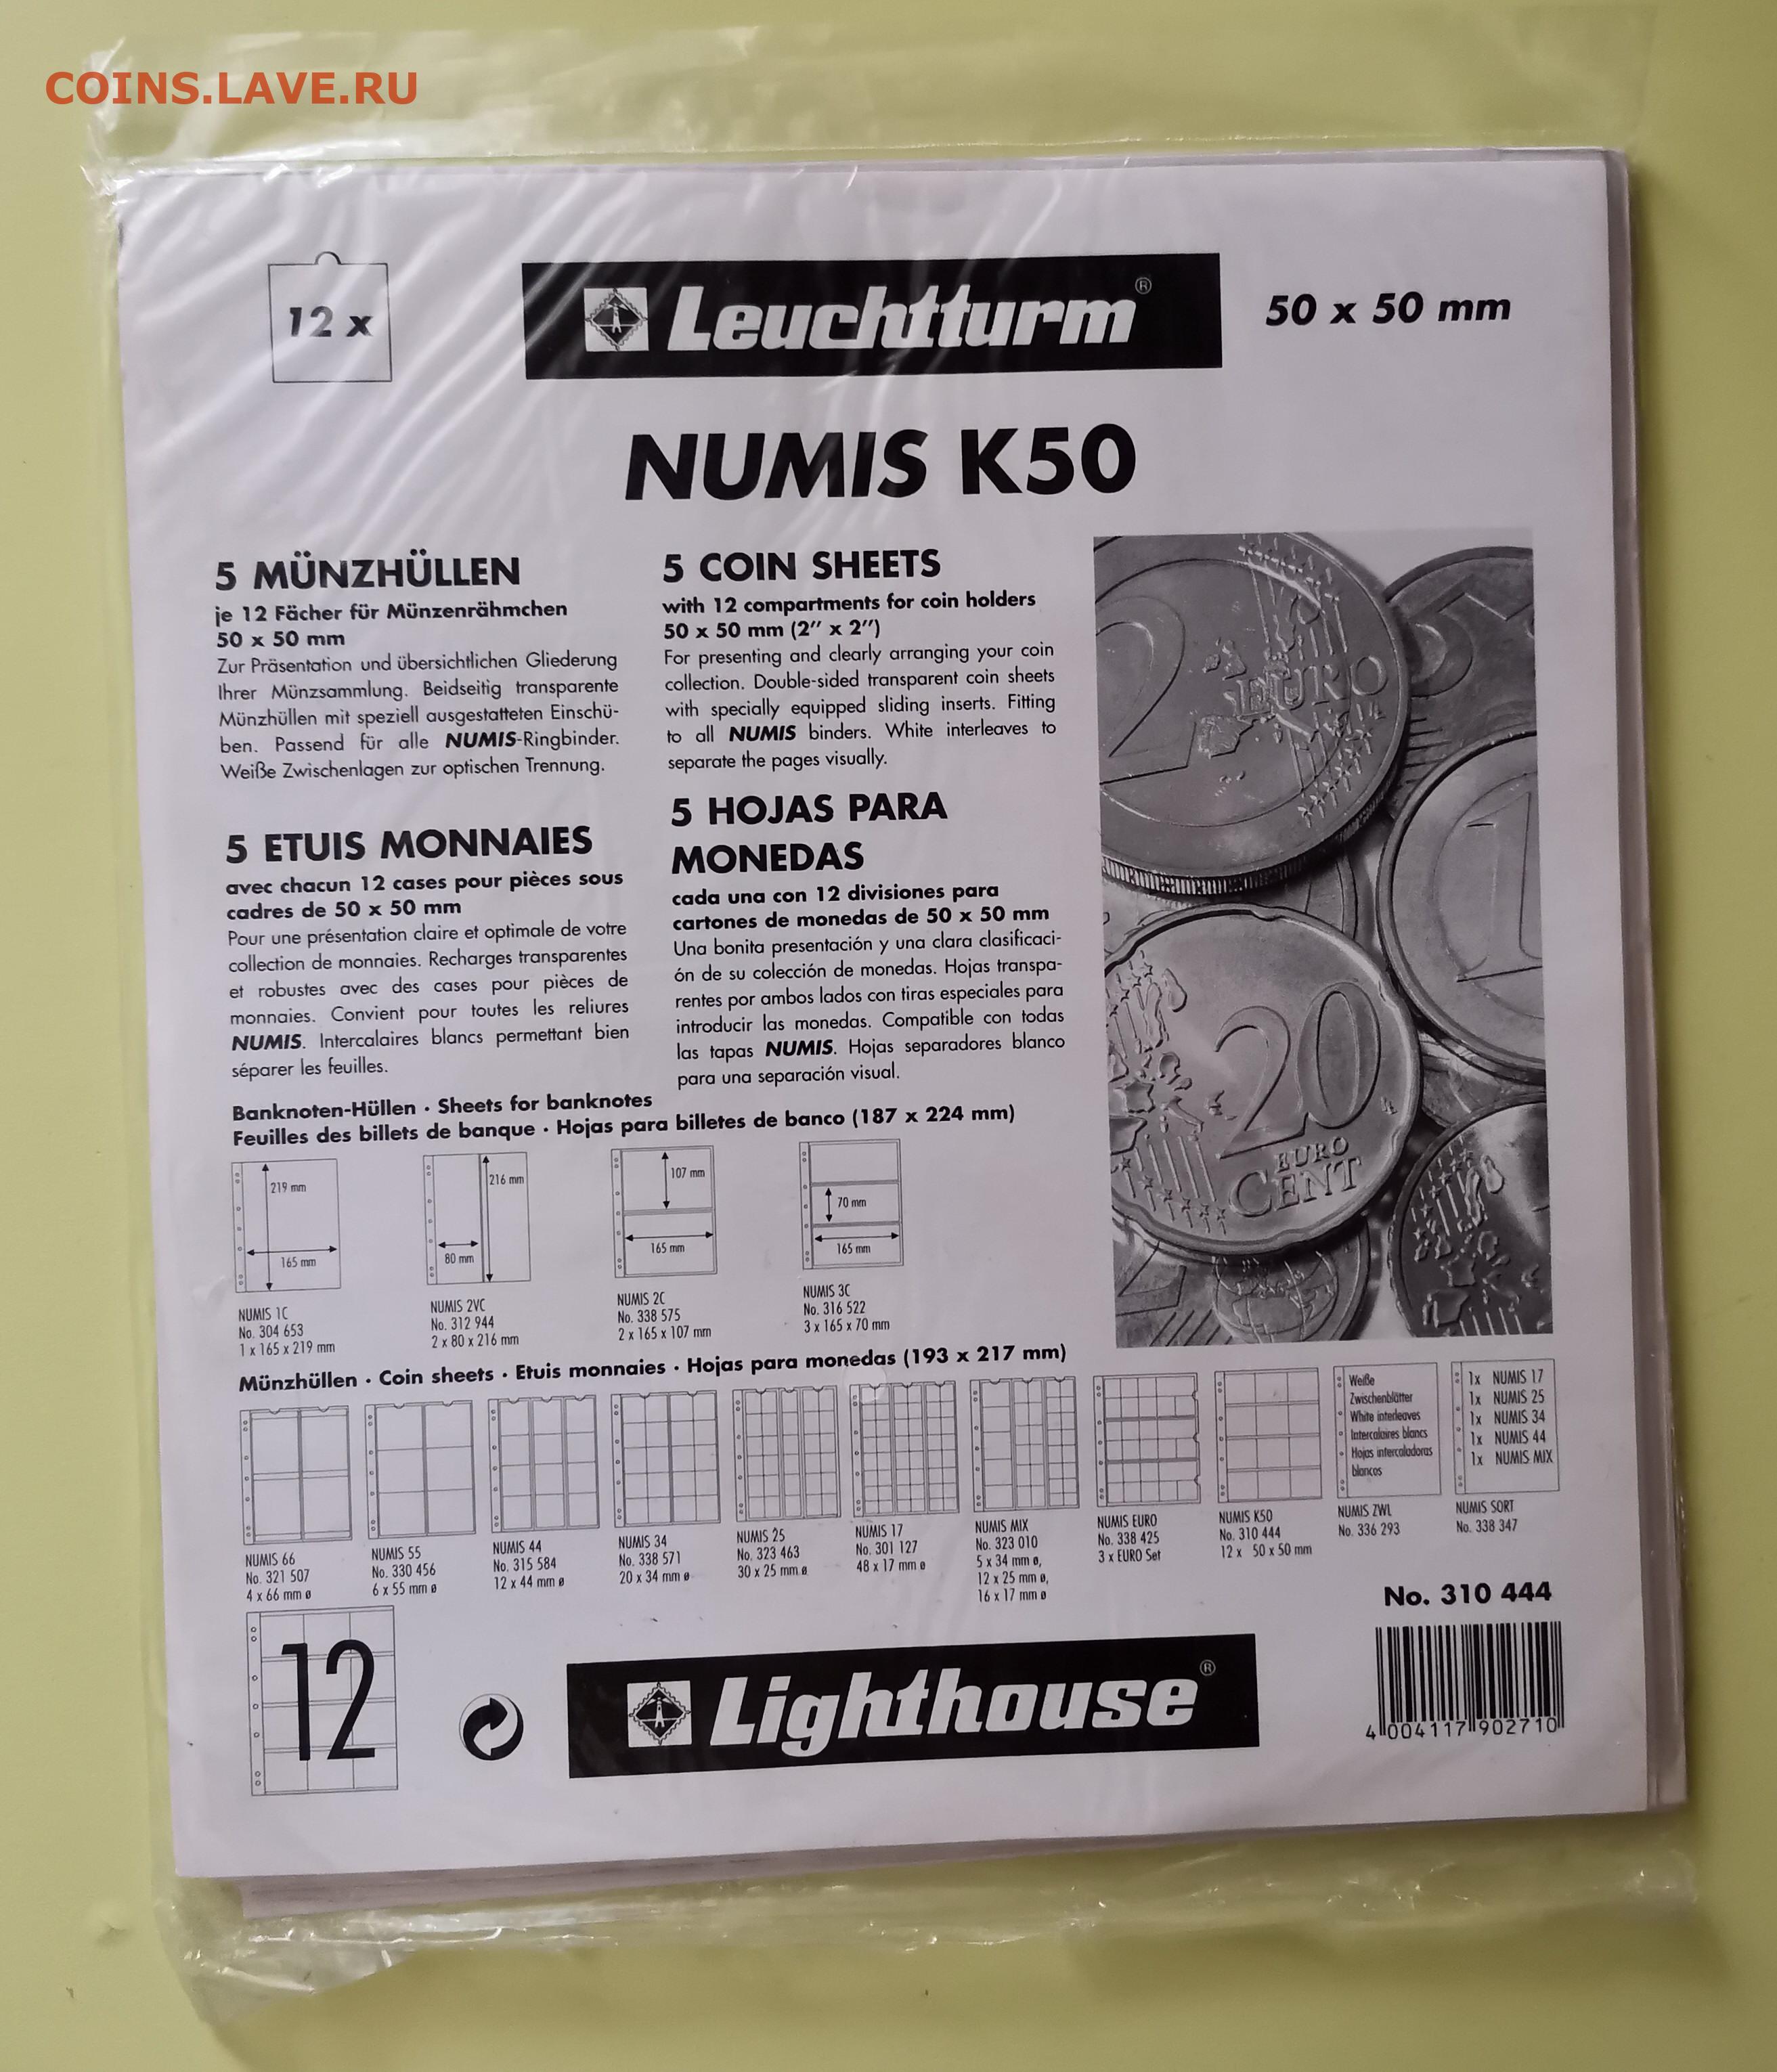 COINS.LAVE.RU
12 x
Leuchtturm®
50 x 50 mm
NUMIS K50
5 MÜNZHÜLLEN
je 12 Fächer für Münzenrähmchen
50 x 50 mm
Zur Präsentation und übersichtlichen Gliederung
Ihrer Münzsammlung. Beidseitig transparente
Münzhüllen mit speziell ausgestatteten Einschü-
ben. Passend für alle NUMIS-Ringbinder.
Weiße Zwischenlagen zur optischen Trennung.
5 COIN SHEETS
with 12 compartments for coin holders
50 x 50 mm (2″ x 2″)
For presenting and clearly arranging your coin
collection. Double-sided transparent coin sheets
with specially equipped sliding inserts. Fitting
to all NUMIS binders. White interleaves to
separate the pages visually.
5 ETUIS MONNAIES
avec chacun 12 cases pour pièces sous
cadres de 50 x 50 mm
Pour une présentation claire et optimale de votre
collection de monnaies. Recharges transparentes
et robustes avec des cases pour pièces de
monnaies. Convient pour toutes les reliures
NUMIS. Intercalaires blancs permettant bien
séparer les feuilles.
5 HOJAS PARA
MONEDAS
cada una con 12 divisiones para
cartones de monedas de 50 x 50 mm
Una bonita presentación y una clara clasificaci-
ón de su colección de monedas. Hojas transpa-
rentes por ambos lados con tiras especiales para
introducir las monedas. Compatible con todas
las tapas NUMIS. Hojas separadores blanco
para una separación visual.
2 EURO
5
1
20
EURO
CENT
2
Banknoten-Hüllen · Sheets for banknotes
Feuilles des billets de banque · Hojas para billetes de banco (187 x 224 mm)
219 mm
165 mm
216 mm
80 mm
107 mm
165 mm
70 mm
165 mm
NUMIS 1C
No. 304 653
1 x 165 x 219 mm
NUMIS 2VC
No. 312 944
2 x 80 x 216 mm
NUMIS 2C
No. 338 575
2 x 165 x 107 mm
NUMIS 3C
No. 316 522
3 x 165 x 70 mm
Münzhüllen · Coin sheets · Etuis monnaies · Hojas para monedas (193 x 217 mm)
Weiße
Zwischenblätter
White interleaves
Intercalaires blancs
Hojas intercaladoras
blancos
1x NUMIS 17
1x NUMIS 25
1x NUMIS 34
1x NUMIS 44
1x NUMIS MIX
NUMIS 66
No. 321 507
4 x 66 mm ø
NUMIS 55
No. 330 456
6 x 55 mm ø
NUMIS 44
No. 315 584
12 x 44 mm ø
NUMIS 34
No. 338 571
20 x 34 mm ø
NUMIS 25
No. 323 463
30 x 25 mm ø
NUMIS 17
No. 301 127
48 x 17 mm ø
NUMIS MIX
No. 323 010
5 x 34 mm ø,
12 x 25 mm ø,
16 x 17 mm ø
NUMIS EURO
No. 338 425
3 x EURO Set
NUMIS K50
No. 310 444
12 x 50 x 50 mm
NUMIS ZWL
No. 336 293
NUMIS SORT
No. 338 347
No. 310 444
12
Lighthouse®
4 004117 902710